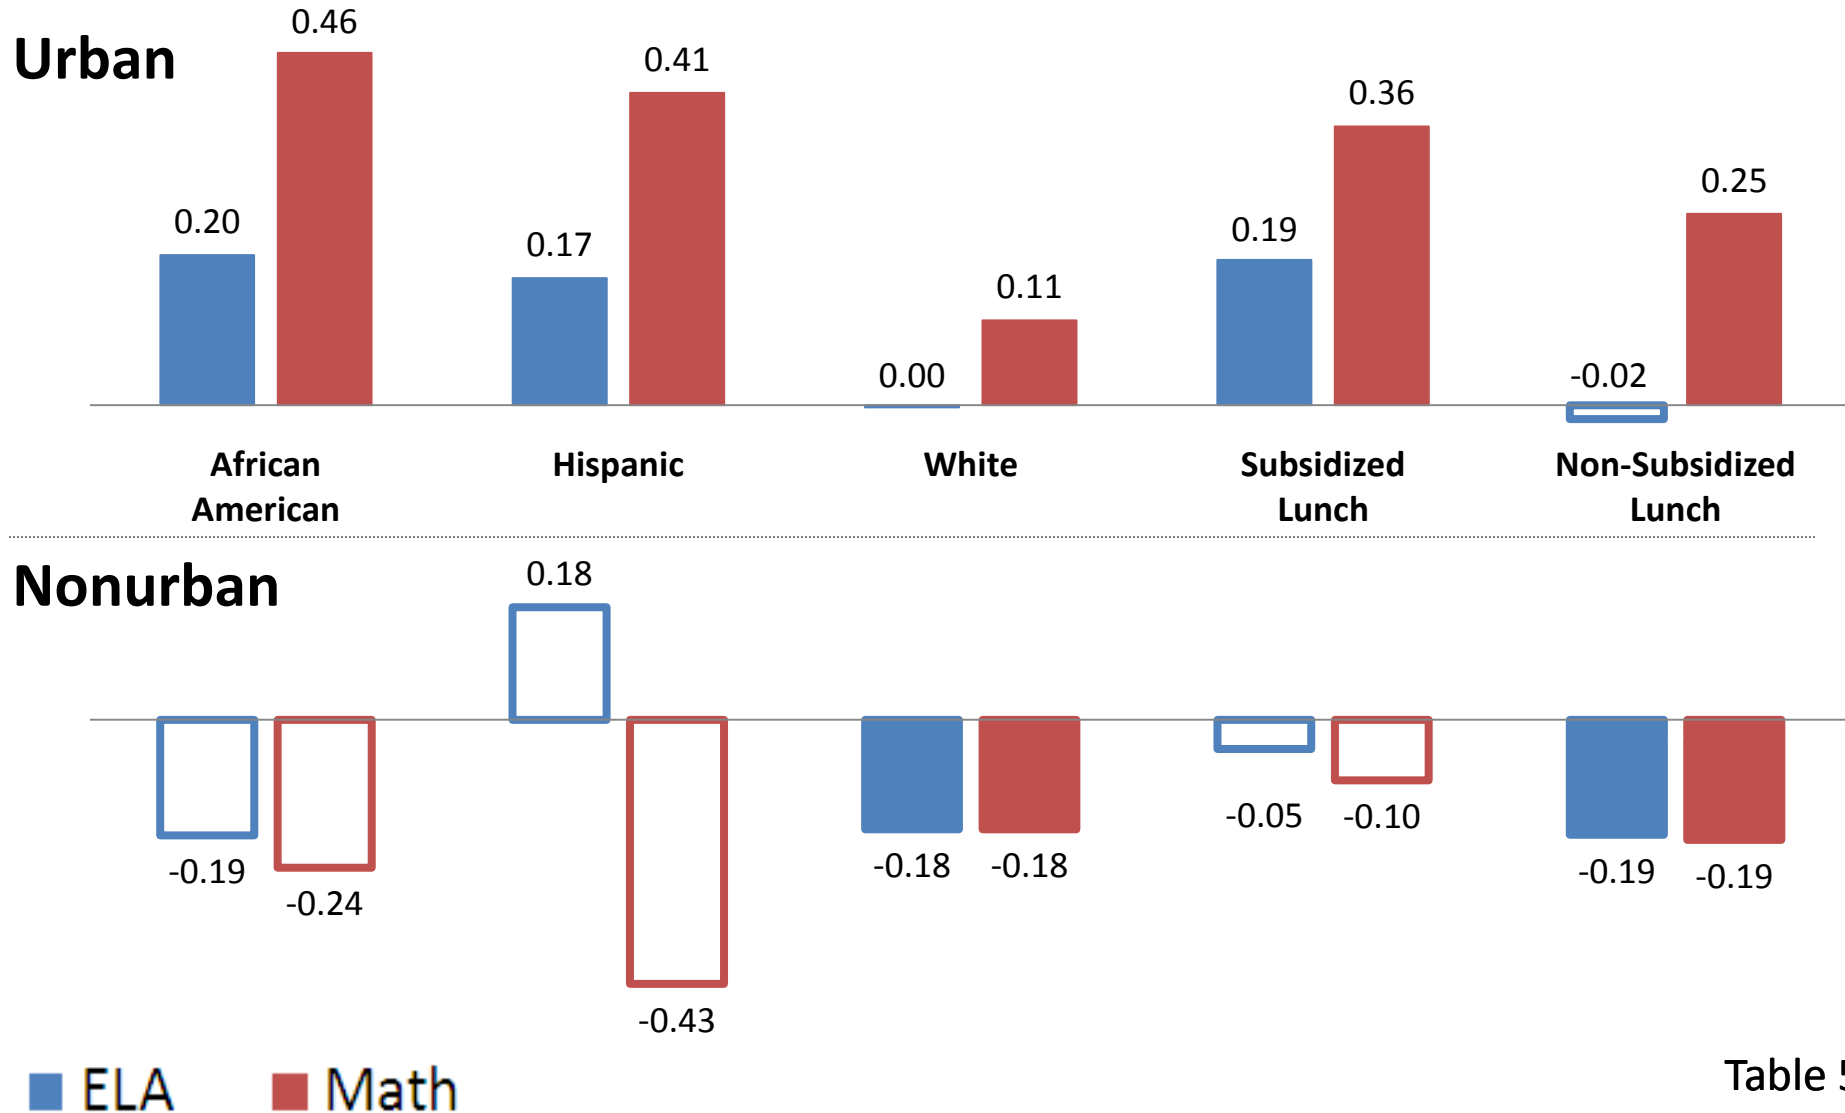 Urban
0.46
0.41
0.36
0.25
0.20
0.17
0.19
0.11
0.00
-0.02
African American
Hispanic
White
Subsidized Lunch
Non-Subsidized Lunch
Nonurban
0.18
-0.19
-0.24
-0.43
-0.18
-0.18
-0.05
-0.10
-0.19
-0.19
ELA
Math
Table 5